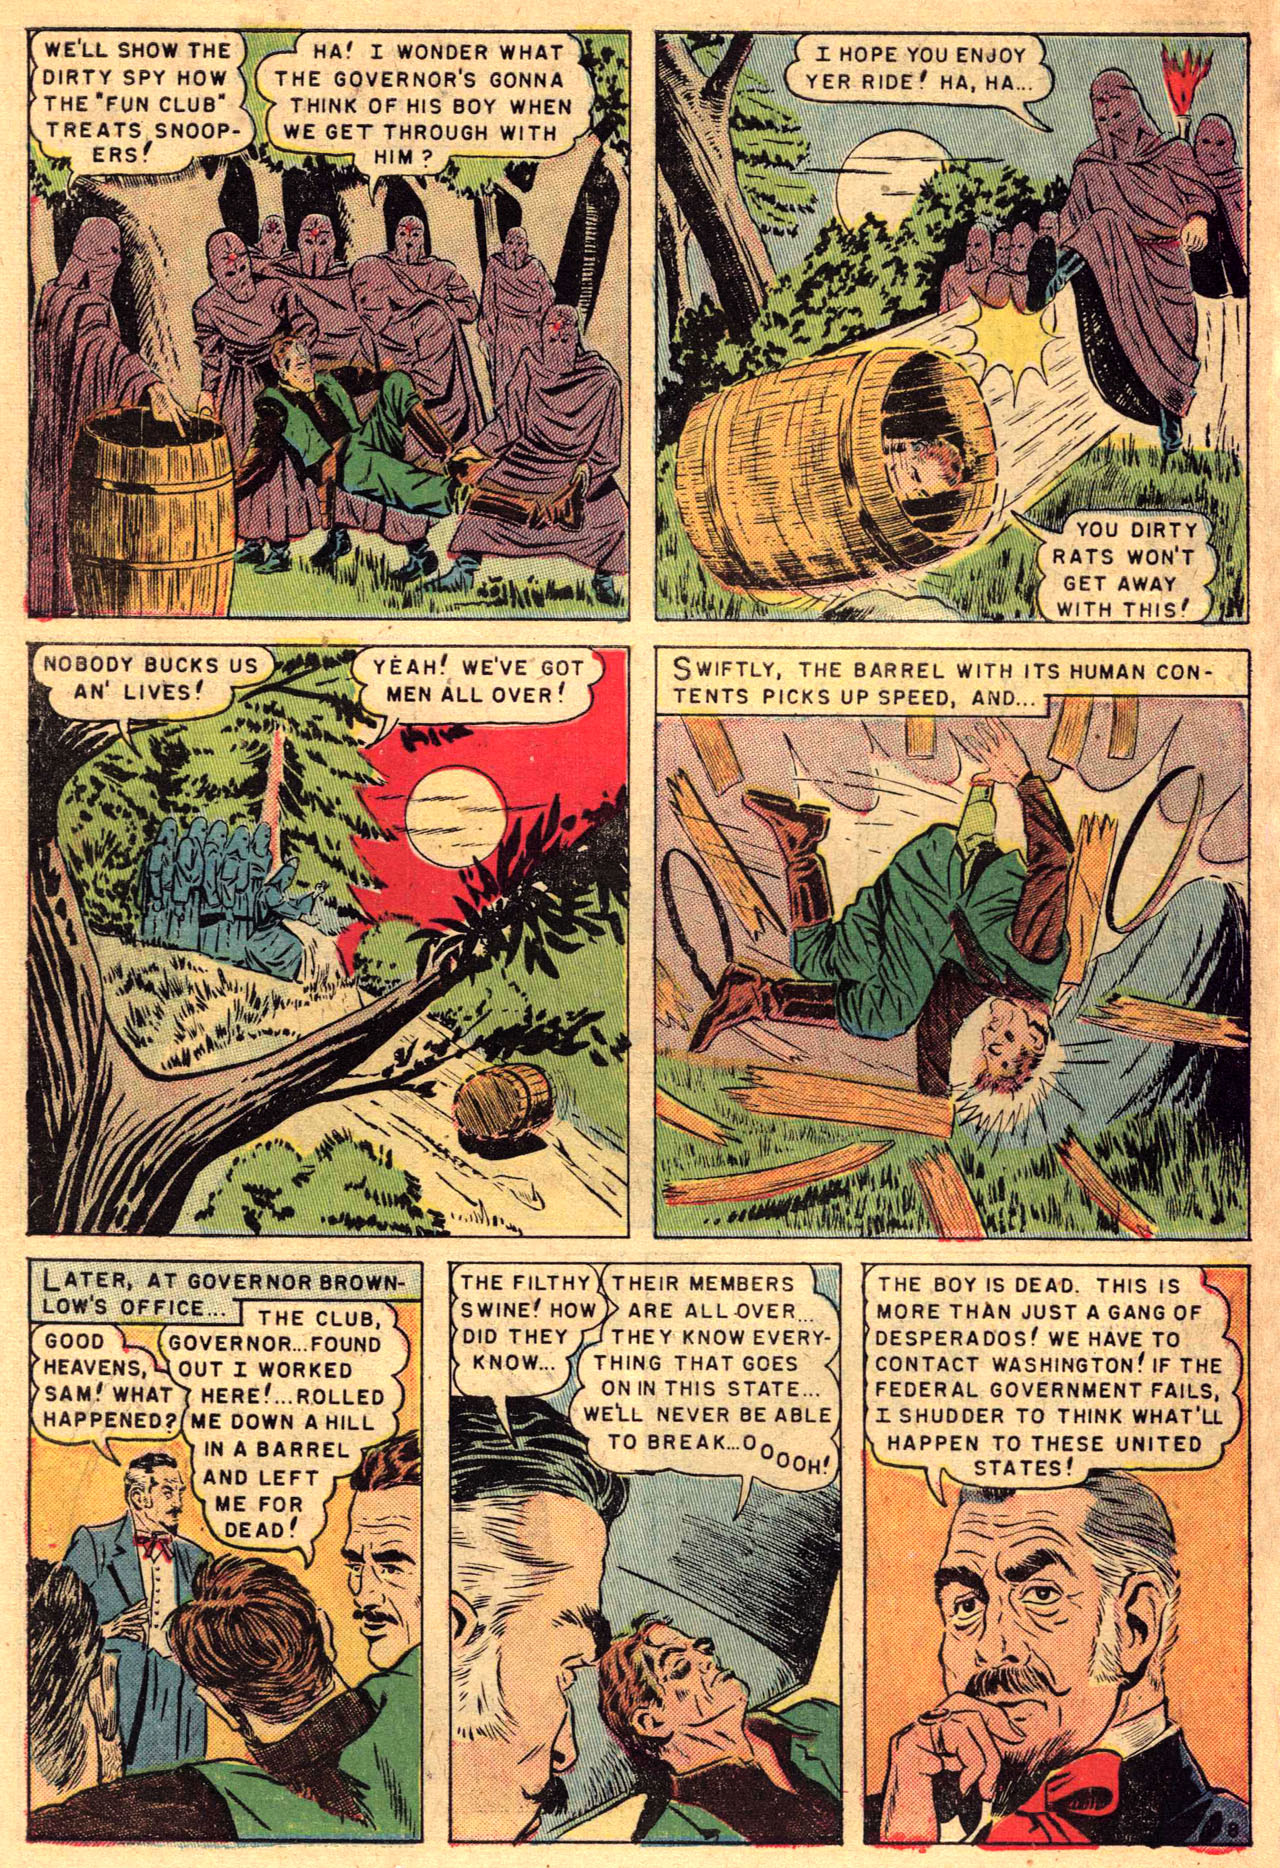 WE'LL SHOW THE
DIRTY SPY HOW
THE "FUN CLUB"
TREATS SNOOP-
ERS!
HA! I WONDER WHAT
THE GOVERNOR'S GONNA
THINK OF HIS BOY WHEN
WE GET THROUGH WITH
HIM?
I HOPE YOU ENJOY
YER RIDE! HA, HA...
YOU DIRTY
RATS WON'T
GET AWAY
WITH THIS!
NOBODY BUCKS US
AN' LIVES!
YEAH! WE'VE GOT
MEN ALL OVER!
SWIFTLY, THE BARREL WITH ITS HUMAN CON-
TENTS PICKS UP SPEED, AND...
LATER, AT GOVERNOR BROWN-
LOW'S OFFICE...
GOOD
HEAVENS,
SAM! WHAT
HAPPENED?
THE CLUB,
GOVERNOR...FOUND
OUT I WORKED
HERE!...ROLLED
ME DOWN A HILL
IN A BARREL
AND LEFT
ME FOR
DEAD!
THE FILTHY
SWINE! HOW
DID THEY
KNOW...
THEIR MEMBERS
ARE ALL OVER...
THEY KNOW EVERY-
THING THAT GOES
ON IN THIS STATE...
WE'LL NEVER BE ABLE
TO BREAK...OOOOH!
THE BOY IS DEAD. THIS IS
MORE THAN JUST A GANG OF
DESPERADOS! WE HAVE TO
CONTACT WASHINGTON! IF THE
FEDERAL GOVERNMENT FAILS,
I SHUDDER TO THINK WHAT'LL
HAPPEN TO THESE UNITED
STATES!
8